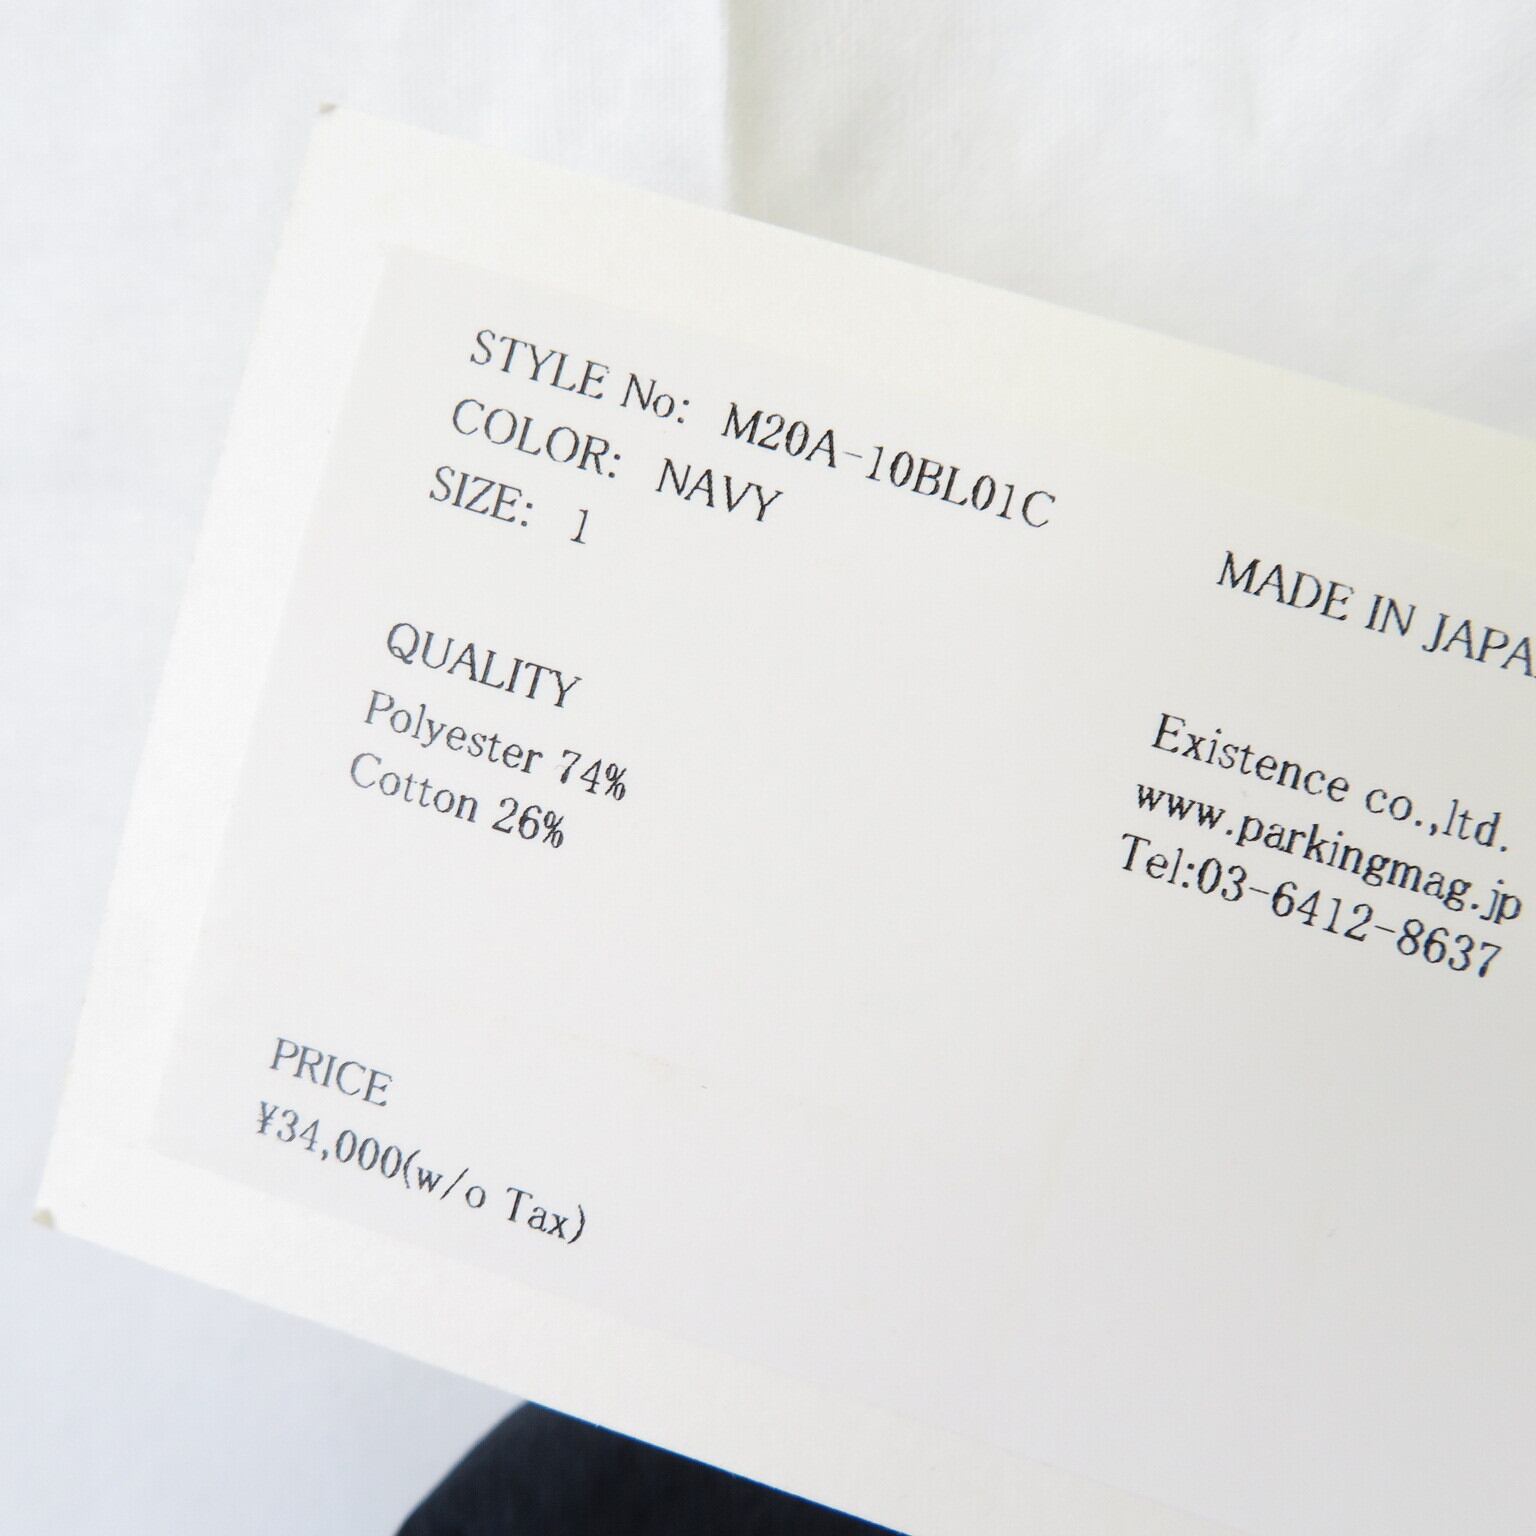 STYLE No: M20A-10BL01C
COLOR: NAVY
SIZE: 1
MADE IN JAPA
QUALITY
Polyester 74%
Cotton 26%
Existence co.,ltd.
www.parkingmag.jp
Tel:03-6412-8637
PRICE
¥34,000(w/o Tax)